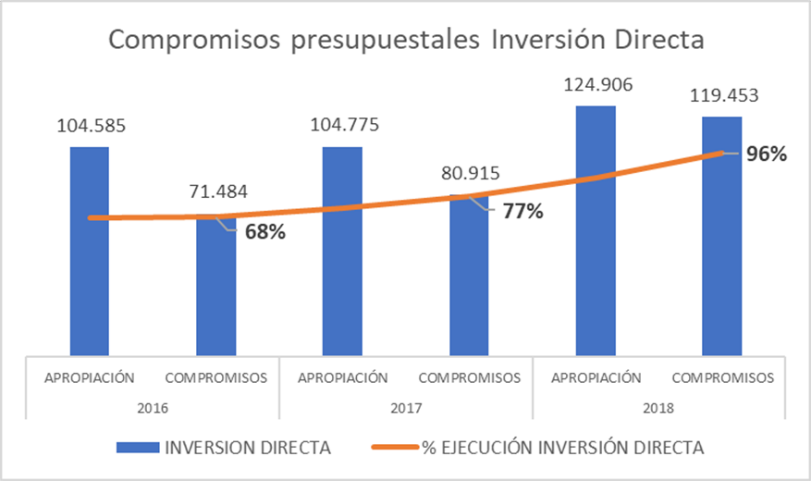 Compromisos presupuestales Inversión Directa
104.585
71.484
68%
104.775
80.915
77%
124.906
119.453
96%
APROPIACIÓN COMPROMISOS APROPIACIÓN COMPROMISOS APROPIACIÓN COMPROMISOS
2016 2017 2018
INVERSION DIRECTA % EJECUCIÓN INVERSIÓN DIRECTA